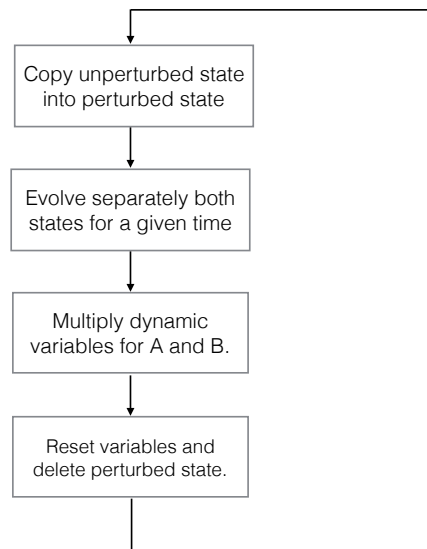 Copy unperturbed state
into perturbed state
Evolve separately both
states for a given time
Multiply dynamic
variables for A and B.
Reset variables and
delete perturbed state.